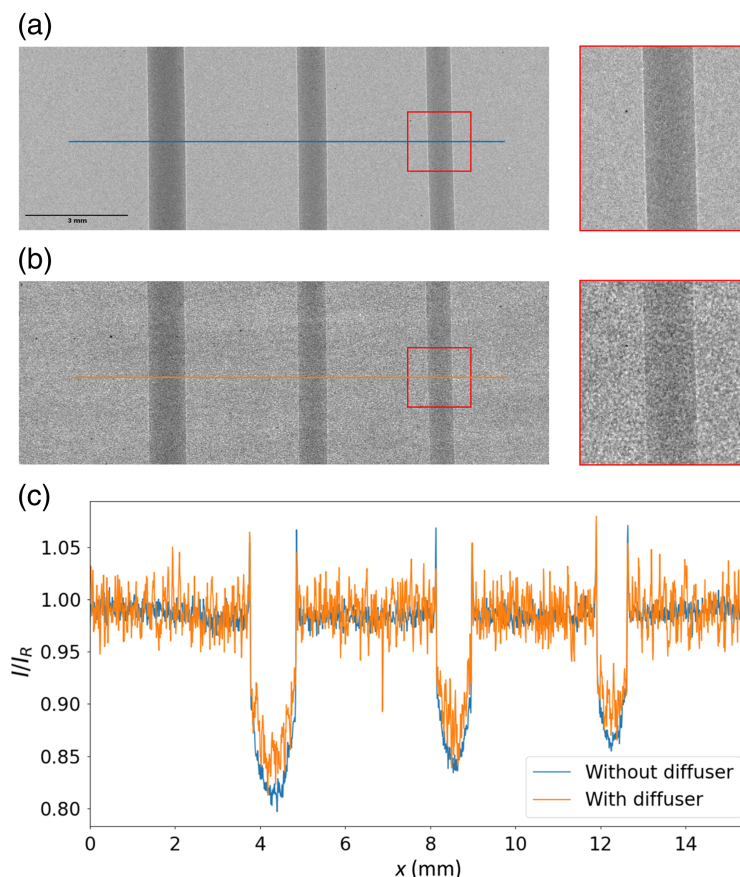 (a)
3 mm
(b)
(c)
1.05
1.00
0.95
0.90
0.85
0.80
I/I_R
0 2 4 6 8 10 12 14
x (mm)
Without diffuser
With diffuser